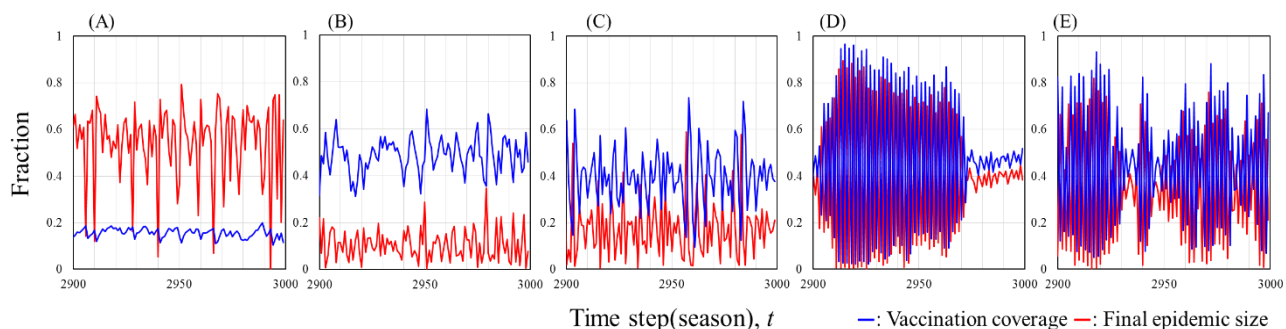 (A) (B) (C) (D) (E)
1 1 1 1 1
0.8 0.8 0.8 0.8 0.8
0.6 0.6 0.6 0.6 0.6
Fraction
0.4 0.4 0.4 0.4 0.4
0.2 0.2 0.2 0.2 0.2
0 0 0 0 0
2900 2950 3000 2900 2950 3000 2900 2950 3000 2900 2950 3000 2900 2950 3000
Time step(season), t
: Vaccination coverage : Final epidemic size